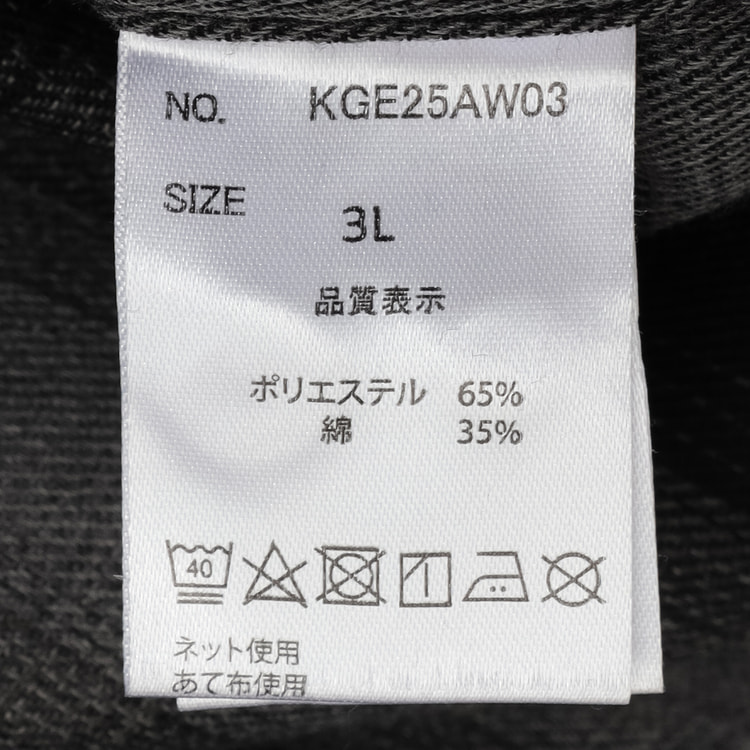 NO. KGE25AW03
SIZE 3L
品質表示
ポリエステル 65%
綿 35%
40
ネット使用
あて布使用